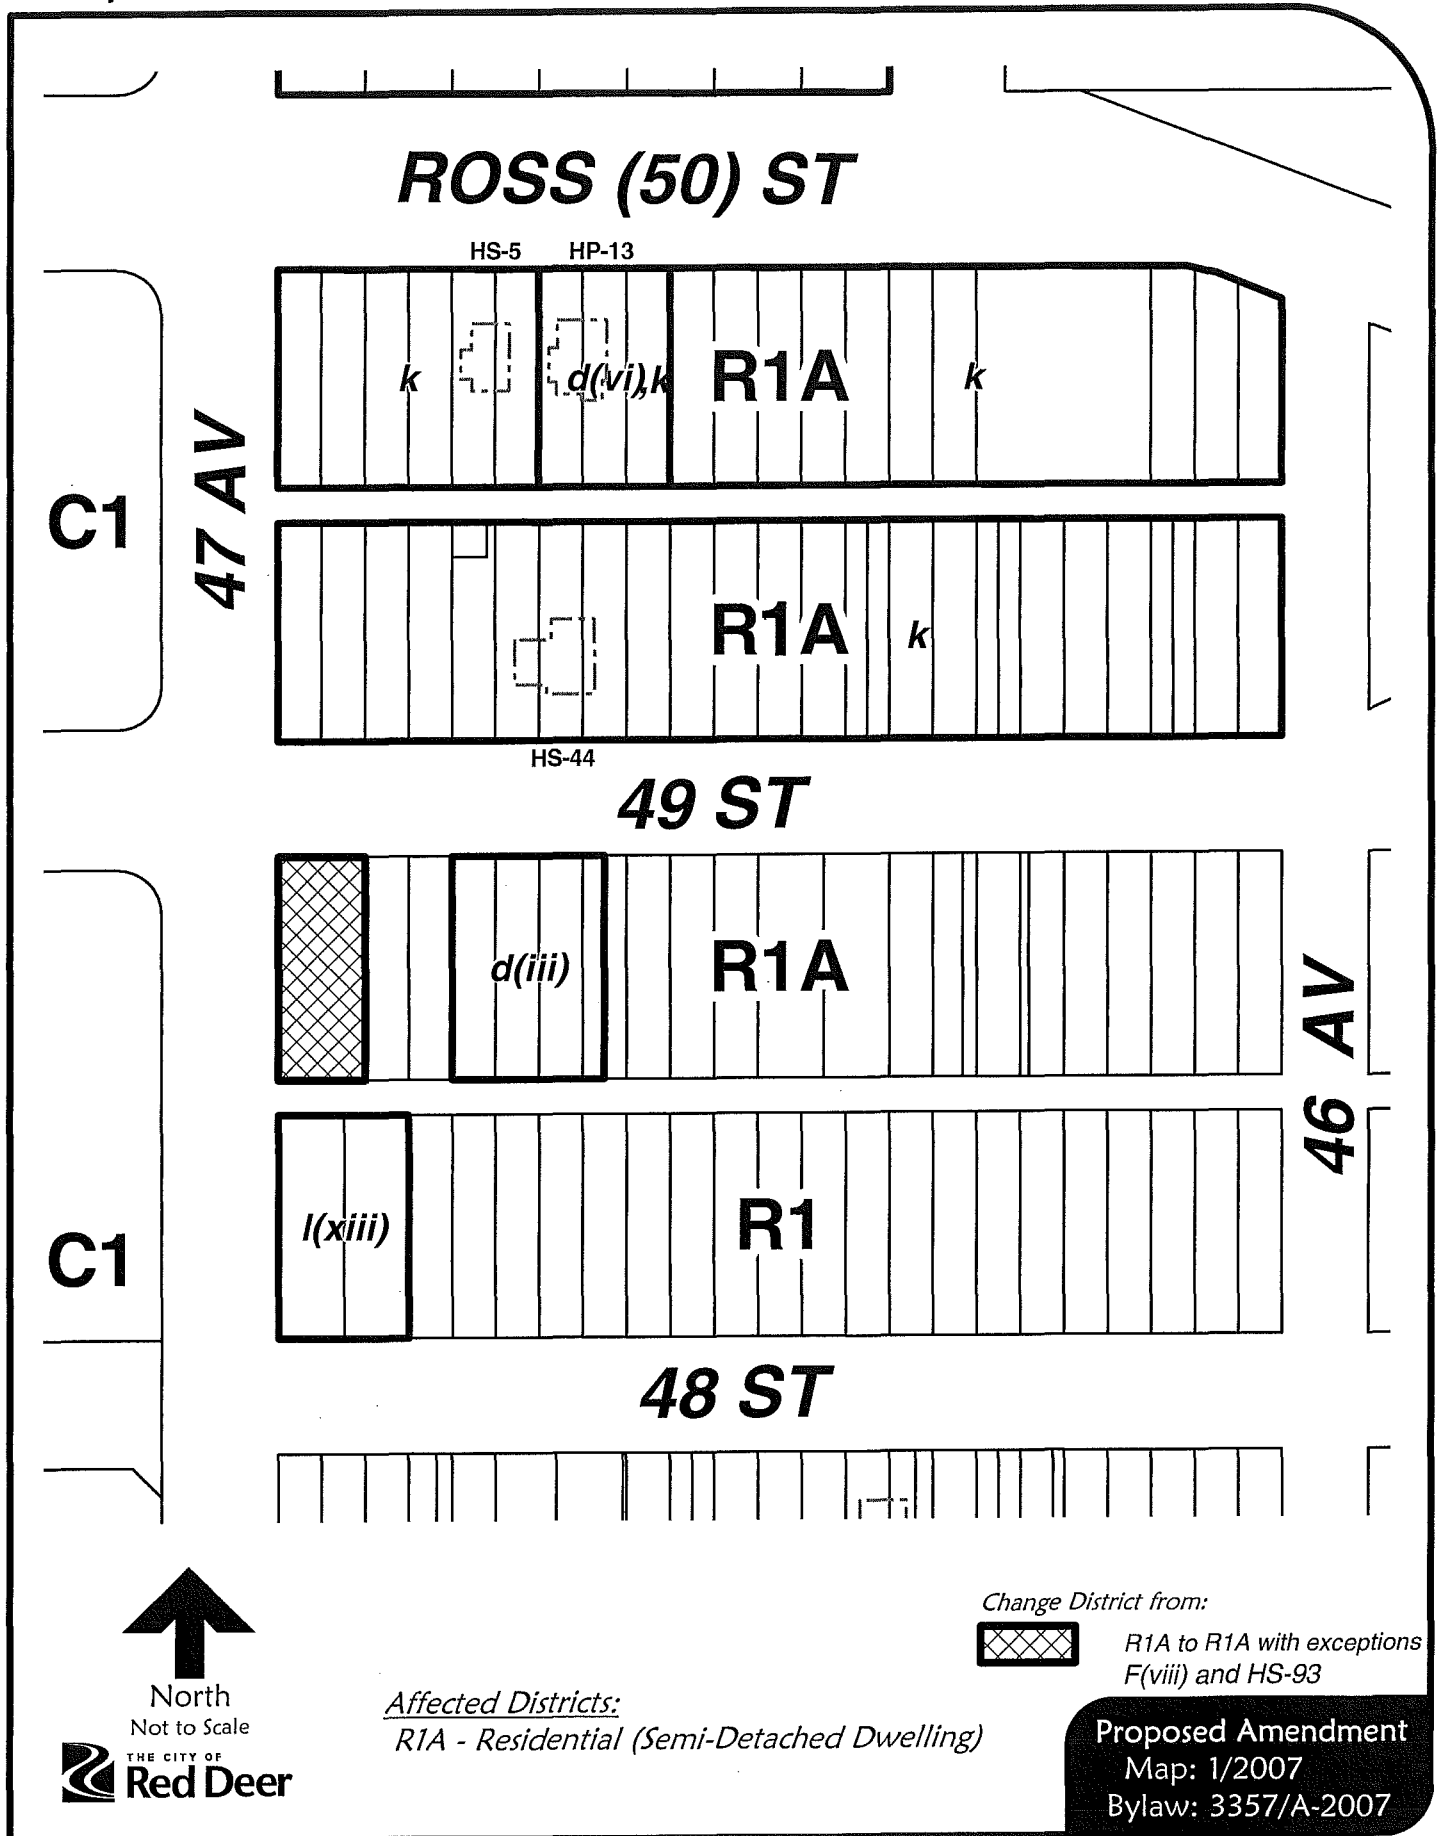 ROSS (50) ST
HS-5
HP-13
k
d(vi),k
R1A
k
C1
47 AV
R1A
k
HS-44
49 ST
d(iii)
R1A
46 AV
l(xiii)
R1
C1
48 ST
Change District from:
R1A to R1A with exceptions
F(viii) and HS-93
North
Not to Scale
THE CITY OF
Red Deer
Affected Districts:
R1A - Residential (Semi-Detached Dwelling)
Proposed Amendment
Map: 1/2007
Bylaw: 3357/A-2007